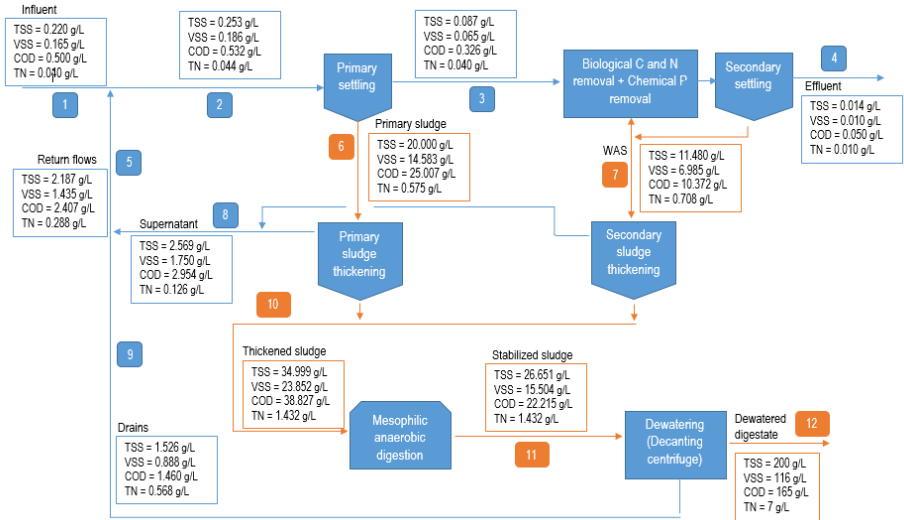 Influent
TSS = 0.220 g/L
VSS = 0.165 g/L
COD = 0.500 g/L
TN = 0.040 g/L
1
TSS = 0.253 g/L
VSS = 0.186 g/L
COD = 0.532 g/L
TN = 0.044 g/L
2
Primary
settling
TSS = 0.087 g/L
VSS = 0.065 g/L
COD = 0.326 g/L
TN = 0.040 g/L
3
Biological C and N
removal + Chemical P
removal
Secondary
settling
4
Effluent
TSS = 0.014 g/L
VSS = 0.010 g/L
COD = 0.050 g/L
TN = 0.010 g/L
5
Return flows
TSS = 2.187 g/L
VSS = 1.435 g/L
COD = 2.407 g/L
TN = 0.288 g/L
6
Primary sludge
TSS = 20.000 g/L
VSS = 14.583 g/L
COD = 25.007 g/L
TN = 0.575 g/L
WAS
7
TSS = 11.480 g/L
VSS = 6.985 g/L
COD = 10.372 g/L
TN = 0.708 g/L
8
Supernatant
TSS = 2.569 g/L
VSS = 1.750 g/L
COD = 2.954 g/L
TN = 0.126 g/L
Primary
sludge
thickening
Secondary
sludge
thickening
10
9
Thickened sludge
TSS = 34.999 g/L
VSS = 23.852 g/L
COD = 38.827 g/L
TN = 1.432 g/L
Mesophilic
anaerobic
digestion
Stabilized sludge
TSS = 26.651 g/L
VSS = 15.504 g/L
COD = 22.215 g/L
TN = 1.432 g/L
11
Dewatering
(Decanting
centrifuge)
Dewatered
digestate
12
TSS = 200 g/L
VSS = 116 g/L
COD = 165 g/L
TN = 7 g/L
Drains
TSS = 1.526 g/L
VSS = 0.888 g/L
COD = 1.460 g/L
TN = 0.568 g/L